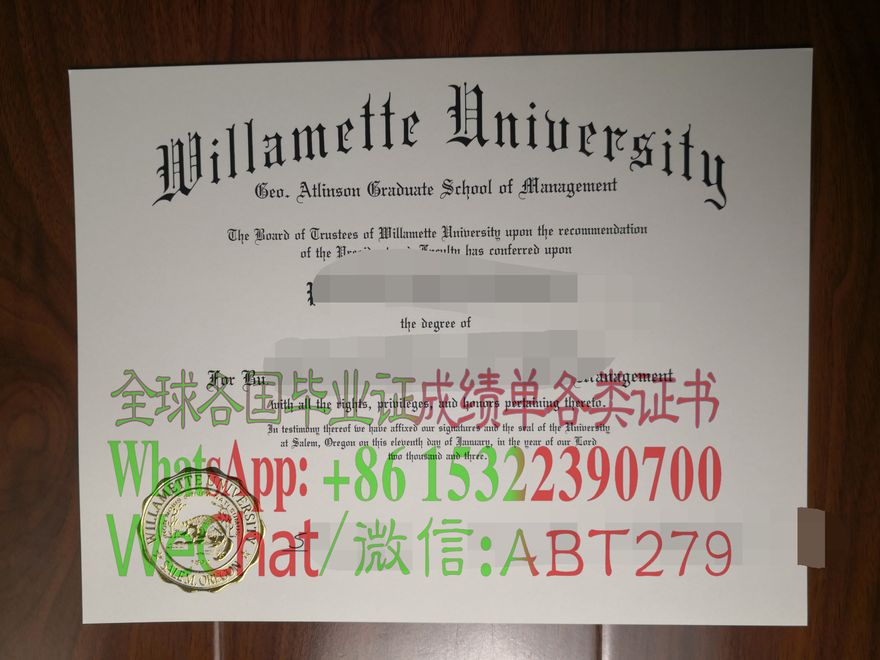 Willamette University
Geo. Atlinson Graduate School of Management
The Board of Trustees of Willamette University upon the recommendation
of the Faculty has conferred upon
the degree of
For Management
全球各国毕业证成绩单各类证书
with all the rights, privileges, and honors pertaining thereto.
In testimony thereof we have affixed our signatures and the seal of the University
at Salem, Oregon on this eleventh day of January, in the year of our Lord
two thousand and three.
WhatsApp: +86 15322390700
WILLAMETTE UNIVERSITY
SALEM, OREGON
WeChat/微信:ABT279